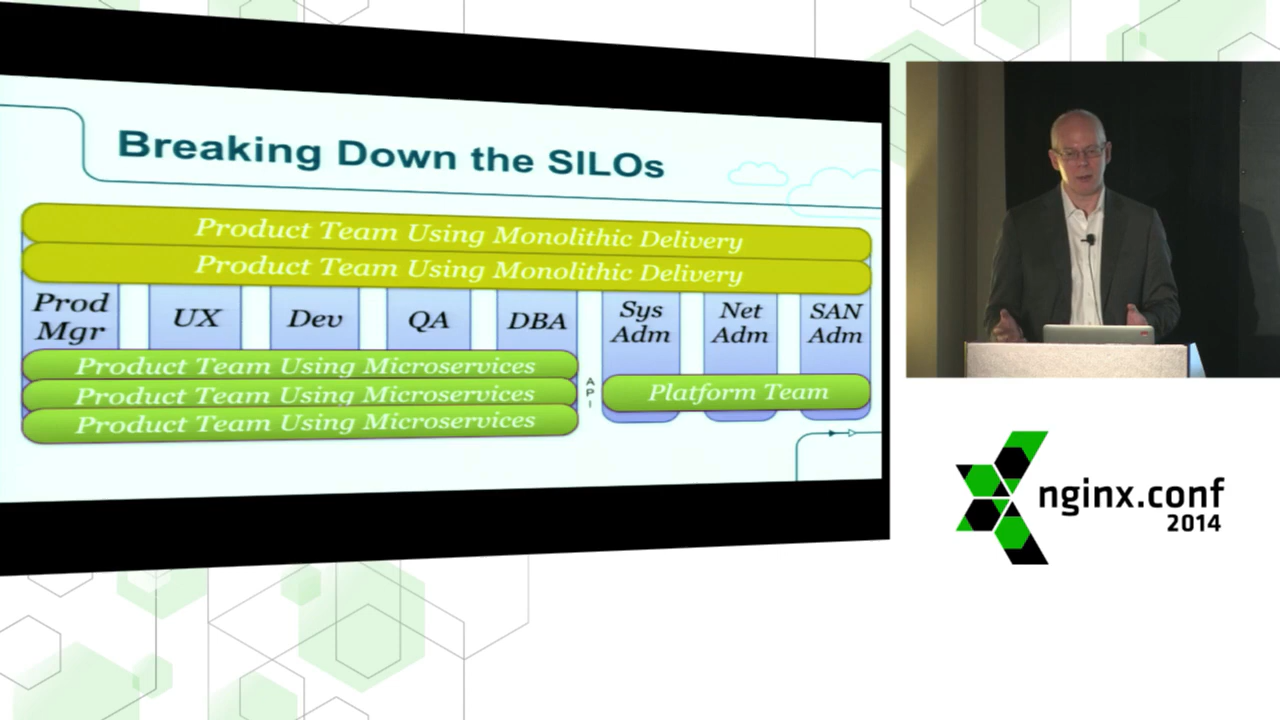 Breaking Down the SILOs
Product Team Using Monolithic Delivery
Product Team Using Monolithic Delivery
Prod
Mgr
UX
Dev
QA
DBA
Sys
Adm
Net
Adm
SAN
Adm
Product Team Using Microservices
Product Team Using Microservices
Product Team Using Microservices
A
P
I
Platform Team
nginx.conf
2014